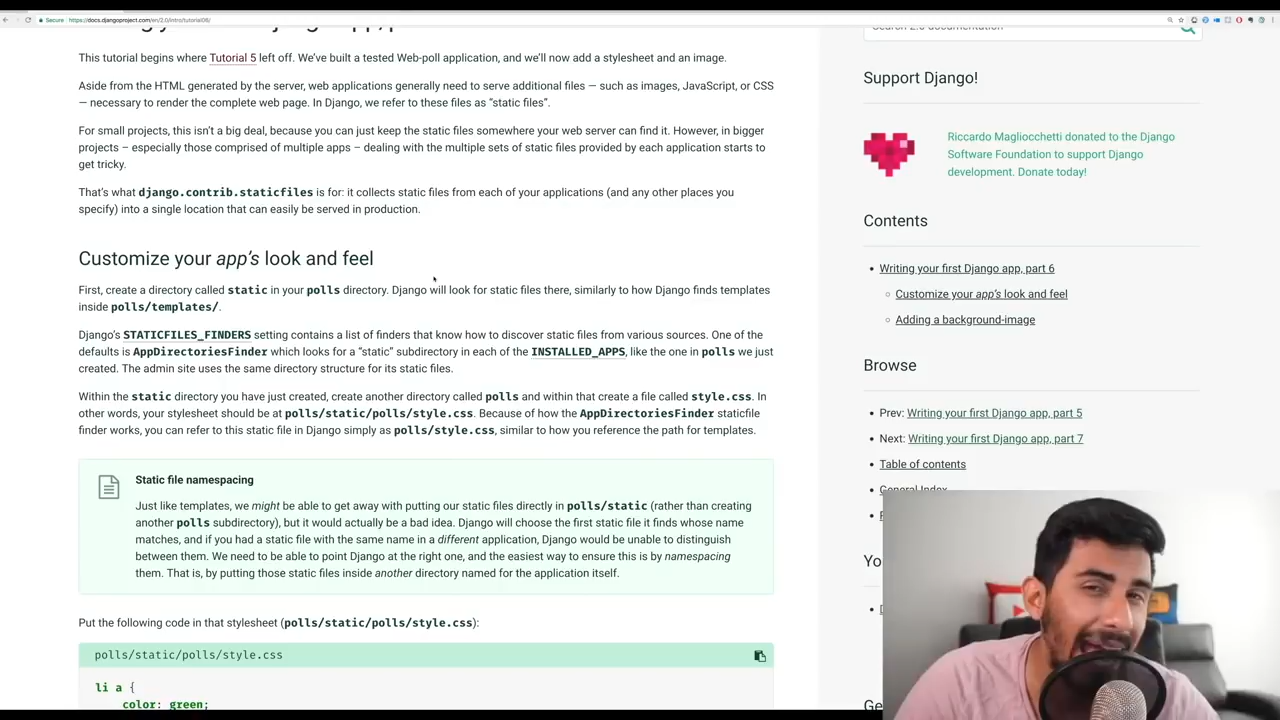 Secure
https://docs.djangoproject.com/en/2.0/intro/tutorial06/
This tutorial begins where Tutorial 5 left off. We've built a tested Web-poll application, and we'll now add a stylesheet and an image.
Aside from the HTML generated by the server, web applications generally need to serve additional files — such as images, JavaScript, or CSS
— necessary to render the complete web page. In Django, we refer to these files as “static files”.
For small projects, this isn't a big deal, because you can just keep the static files somewhere your web server can find it. However, in bigger
projects – especially those comprised of multiple apps – dealing with the multiple sets of static files provided by each application starts to
get tricky.
That's what django.contrib.staticfiles is for: it collects static files from each of your applications (and any other places you
specify) into a single location that can easily be served in production.
Customize your app's look and feel
First, create a directory called static in your polls directory. Django will look for static files there, similarly to how Django finds templates
inside polls/templates/.
Django's STATICFILES_FINDERS setting contains a list of finders that know how to discover static files from various sources. One of the
defaults is AppDirectoriesFinder which looks for a “static” subdirectory in each of the INSTALLED_APPS, like the one in polls we just
created. The admin site uses the same directory structure for its static files.
Within the static directory you have just created, create another directory called polls and within that create a file called style.css. In
other words, your stylesheet should be at polls/static/polls/style.css. Because of how the AppDirectoriesFinder staticfile
finder works, you can refer to this static file in Django simply as polls/style.css, similar to how you reference the path for templates.
Static file namespacing
Just like templates, we might be able to get away with putting our static files directly in polls/static (rather than creating
another polls subdirectory), but it would actually be a bad idea. Django will choose the first static file it finds whose name
matches, and if you had a static file with the same name in a different application, Django would be unable to distinguish
between them. We need to be able to point Django at the right one, and the easiest way to ensure this is by namespacing
them. That is, by putting those static files inside another directory named for the application itself.
Put the following code in that stylesheet (polls/static/polls/style.css):
polls/static/polls/style.css
li a {
color: green;
Search 2.0 documentation
Support Django!
Riccardo Magliocchetti donated to the Django
Software Foundation to support Django
development. Donate today!
Contents
Writing your first Django app, part 6
Customize your app's look and feel
Adding a background-image
Browse
Prev: Writing your first Django app, part 5
Next: Writing your first Django app, part 7
Table of contents
General Index